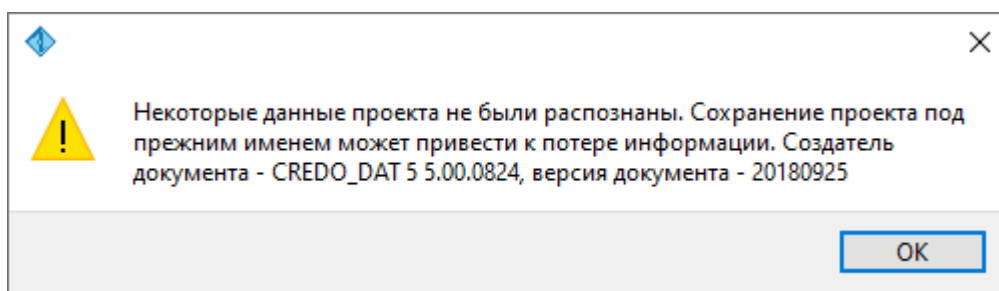 Некоторые данные проекта не были распознаны. Сохранение проекта под
прежним именем может привести к потере информации. Создатель
документа - CREDO_DAT 5 5.00.0824, версия документа - 20180925
OK